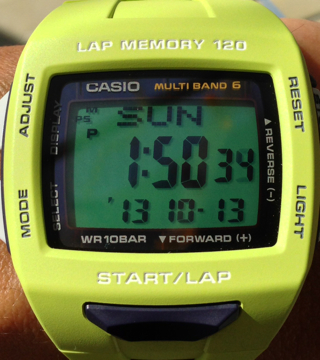 LAP MEMORY 120
ADJUST
DISPLAY
CASIO MULTI BAND 6
RESET
SUN
P
1:50 34
'13 10-13
REVERSE (-)
MODE
SELECT
LIGHT
WR10BAR ▼FORWARD (+)
START/LAP